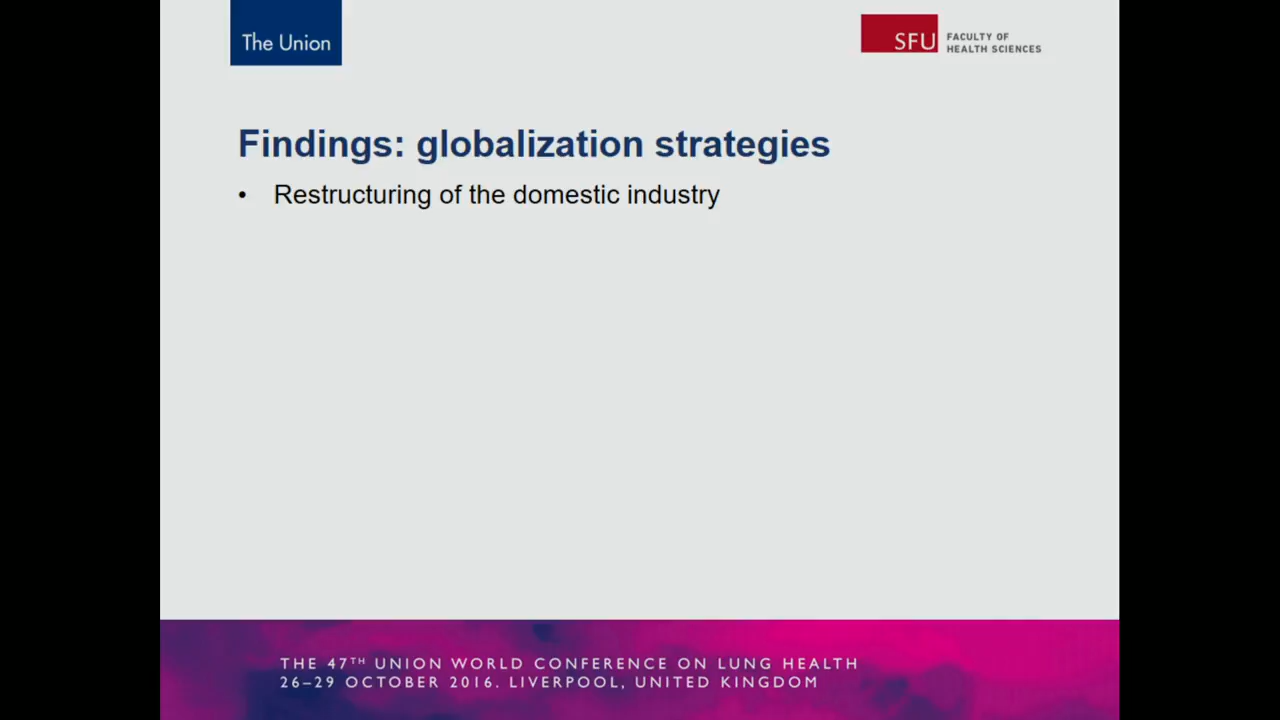 The Union
SFU
FACULTY OF
HEALTH SCIENCES
Findings: globalization strategies
• Restructuring of the domestic industry
THE 47TH UNION WORLD CONFERENCE ON LUNG HEALTH
26–29 OCTOBER 2016. LIVERPOOL, UNITED KINGDOM